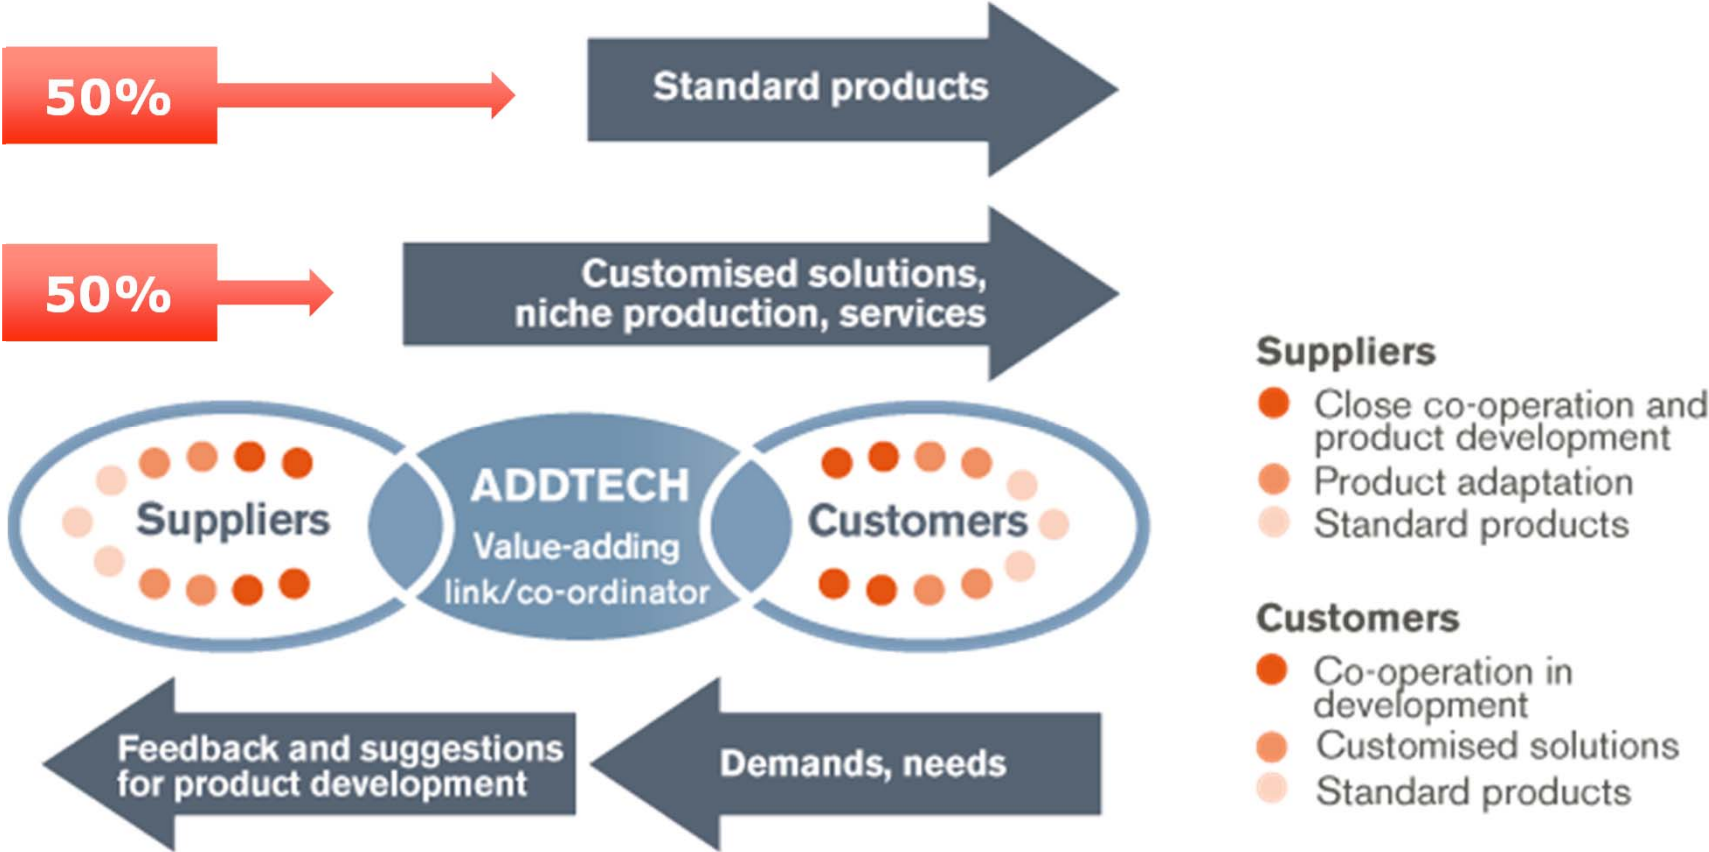 50%
Standard products
50%
Customised solutions,
niche production, services
Suppliers
ADDTECH
Value-adding
link/co-ordinator
Customers
Feedback and suggestions
for product development
Demands, needs
Suppliers
Close co-operation and
product development
Product adaptation
Standard products
Customers
Co-operation in
development
Customised solutions
Standard products